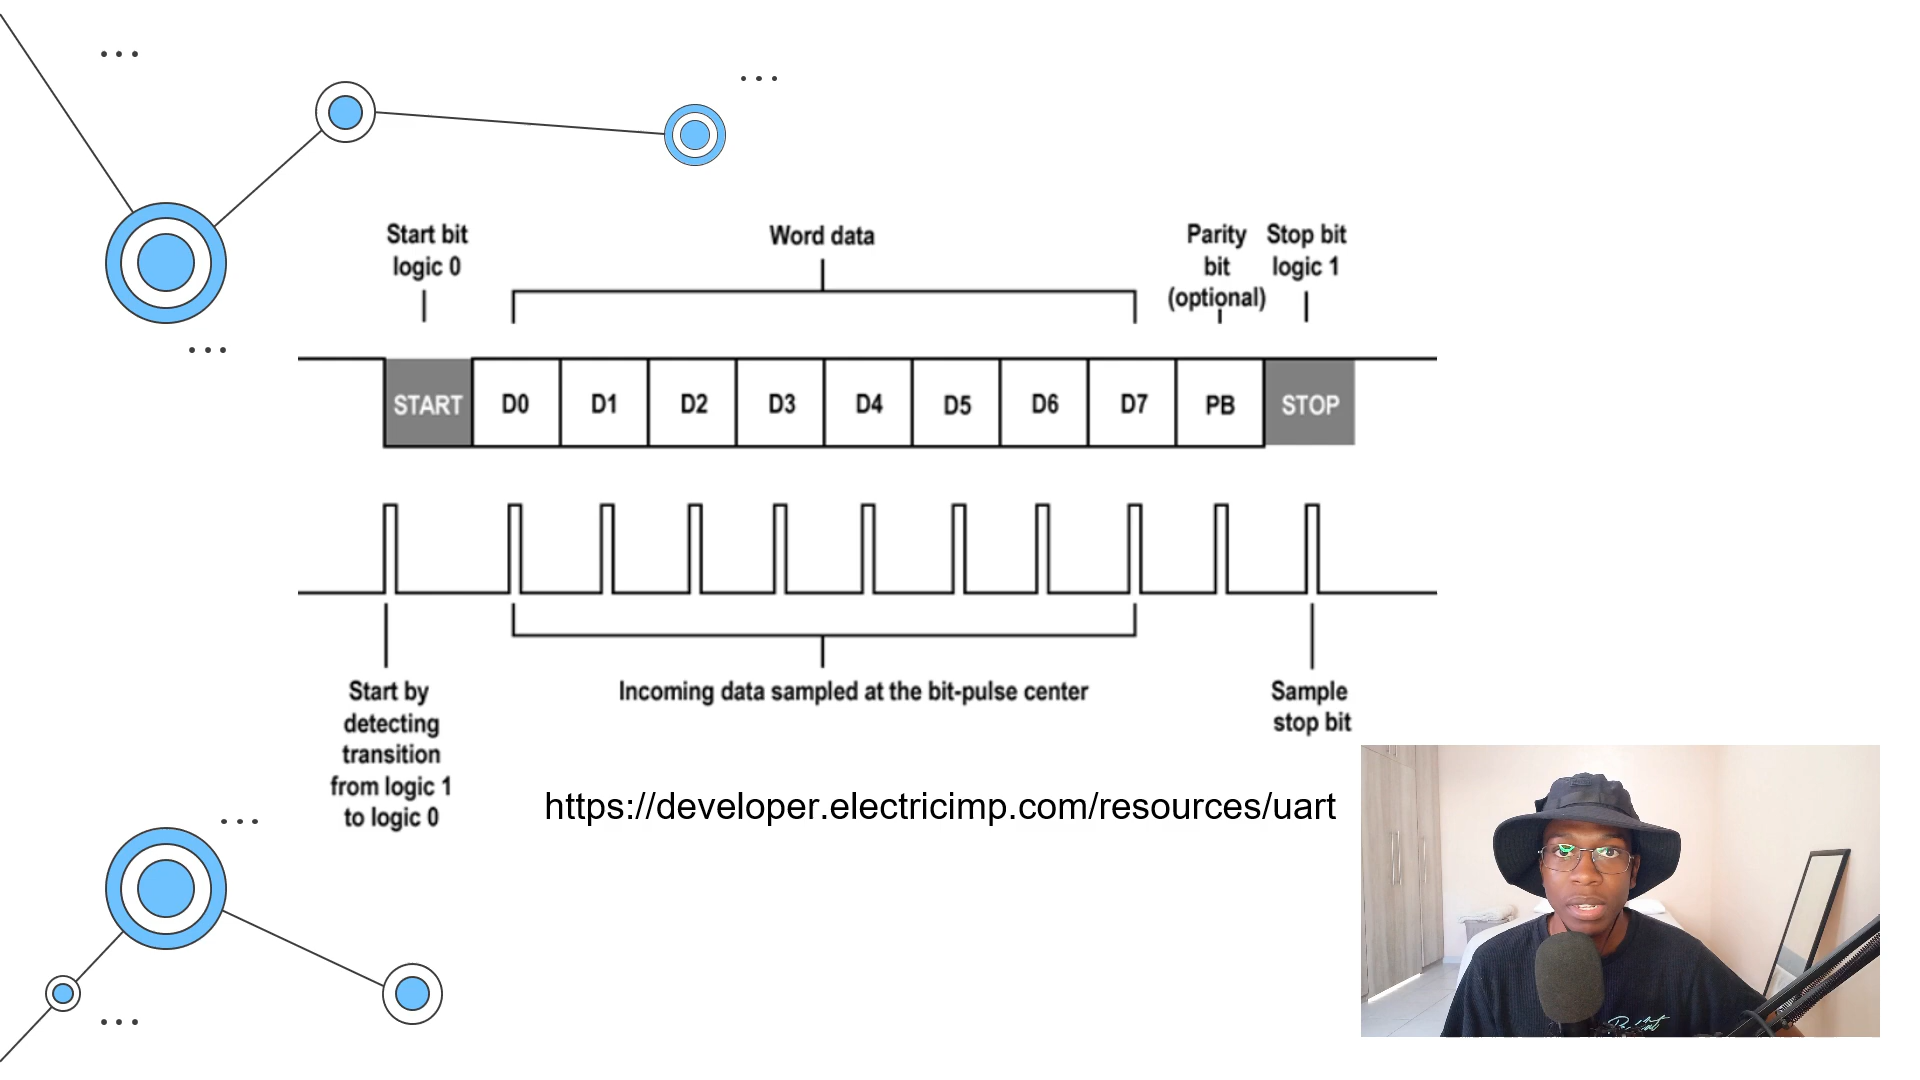 Start bit
logic 0
Word data
Parity
bit
(optional)
Stop bit
logic 1
START
D0
D1
D2
D3
D4
D5
D6
D7
PB
STOP
Start by
detecting
transition
from logic 1
to logic 0
Incoming data sampled at the bit-pulse center
Sample
stop bit
https://developer.electricimp.com/resources/uart